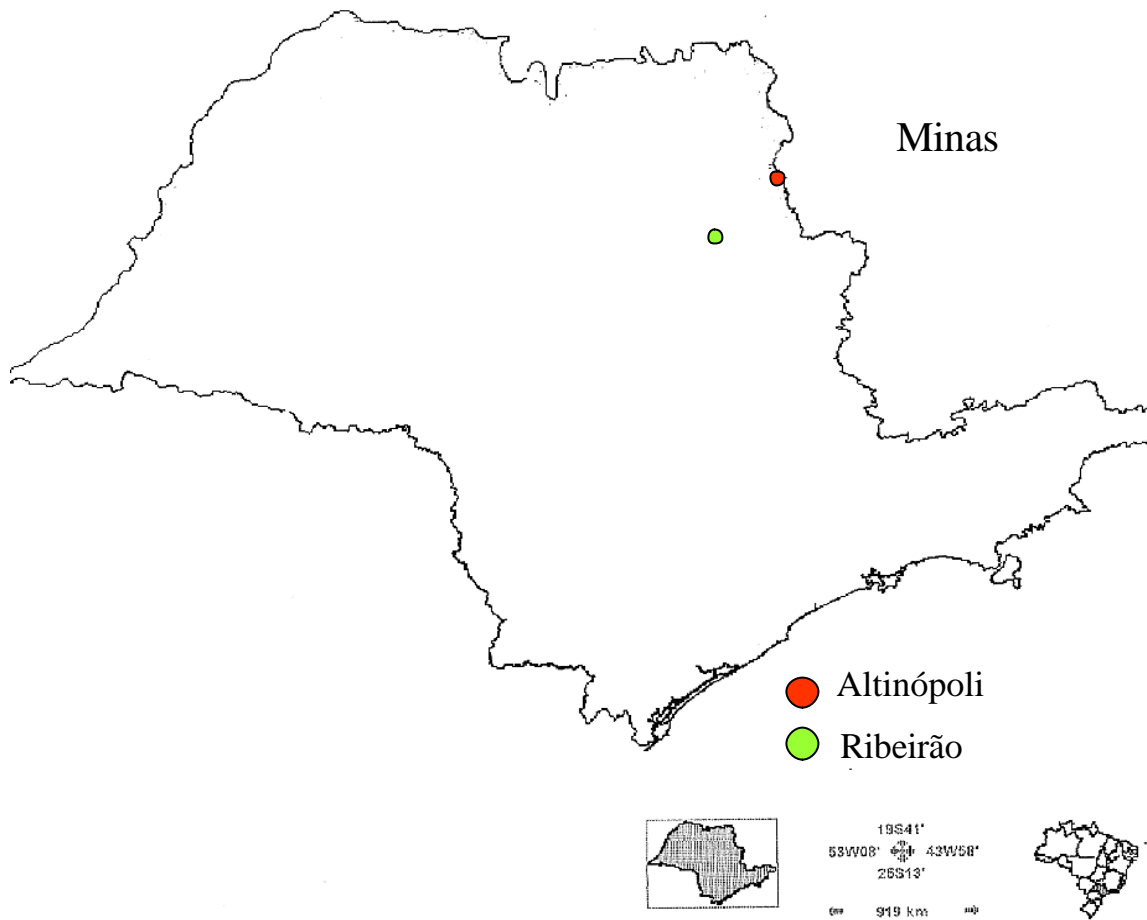 Minas
Altinópoli
Ribeirão
19S41'
53W08' 43W58'
25S13'
919 km